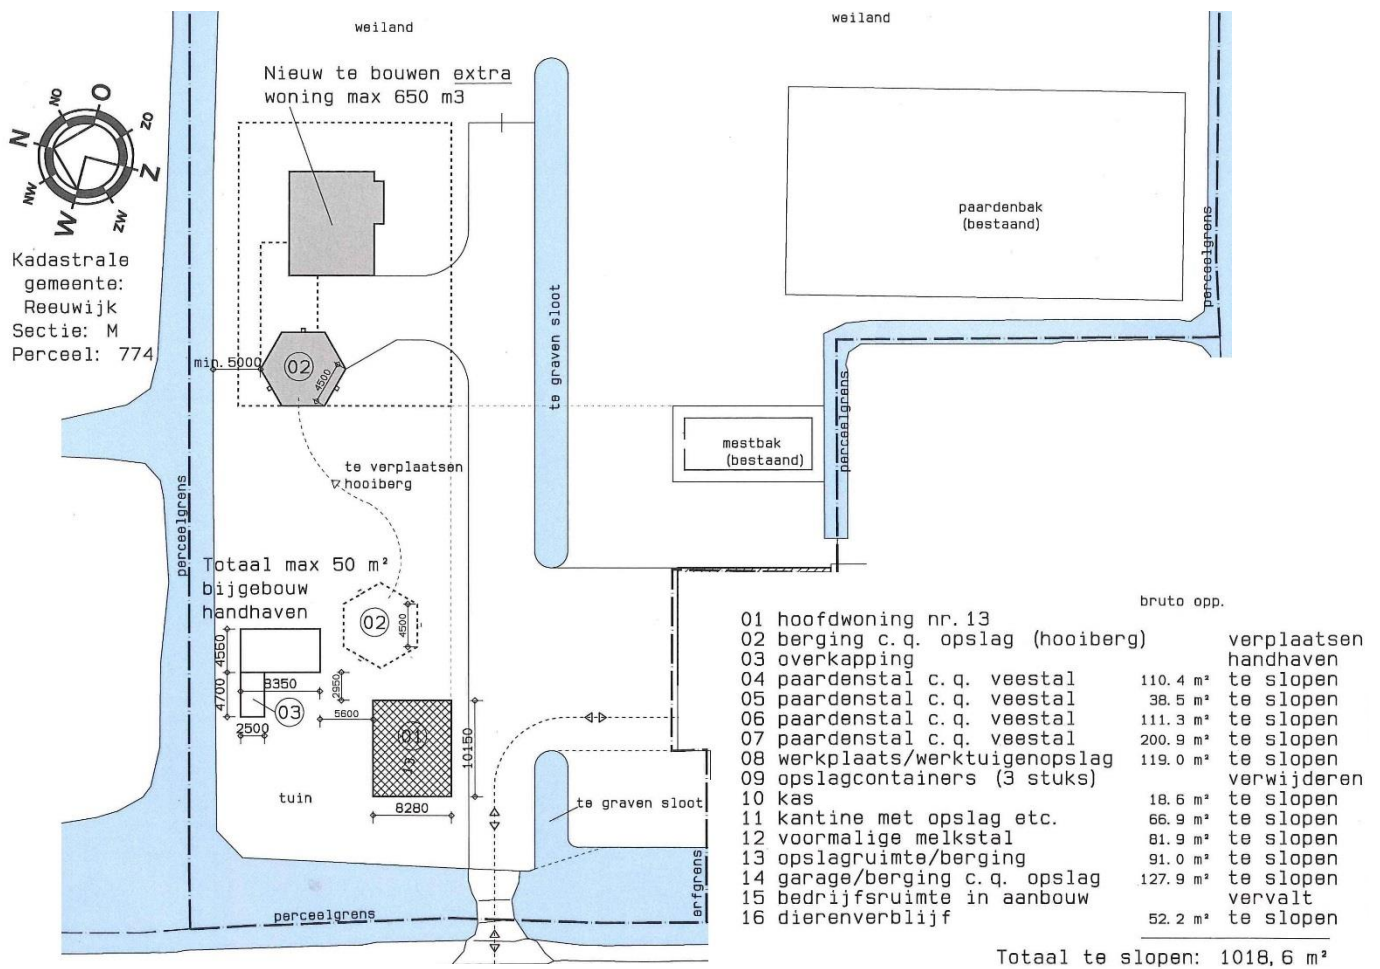 weiland
weiland
Nieuw te bouwen extra
woning max 650 m3
N
NO
O
ZO
Z
ZW
W
NW
Kadastrale
gemeente:
Reeuwijk
Sectie: M
Perceel: 774
paardenbak
(bestaand)
perceelgrens
te graven sloot
min. 5000
02
4500
mestbak
(bestaand)
perceelgrens
te verplaatsen
hooiberg
perceelgrens
Totaal max 50 m²
bijgebouw
handhaven
02
4500
4560
4700
8350
2950
03
2500
5600
01
13
10150
8280
tuin
te graven sloot
erfgrens
perceelgrens
bruto opp.
01 hoofdwoning nr. 13
02 berging c.q. opslag (hooiberg) verplaatsen
03 overkapping handhaven
04 paardenstal c.q. veestal 110.4 m² te slopen
05 paardenstal c.q. veestal 38.5 m² te slopen
06 paardenstal c.q. veestal 111.3 m² te slopen
07 paardenstal c.q. veestal 200.9 m² te slopen
08 werkplaats/werktuigenopslag 119.0 m² te slopen
09 opslagcontainers (3 stuks) verwijderen
10 kas 18.6 m² te slopen
11 kantine met opslag etc. 66.9 m² te slopen
12 voormalige melkstal 81.9 m² te slopen
13 opslagruimte/berging 91.0 m² te slopen
14 garage/berging c.q. opslag 127.9 m² te slopen
15 bedrijfsruimte in aanbouw vervalt
16 dierenverblijf 52.2 m² te slopen
Totaal te slopen: 1018,6 m²